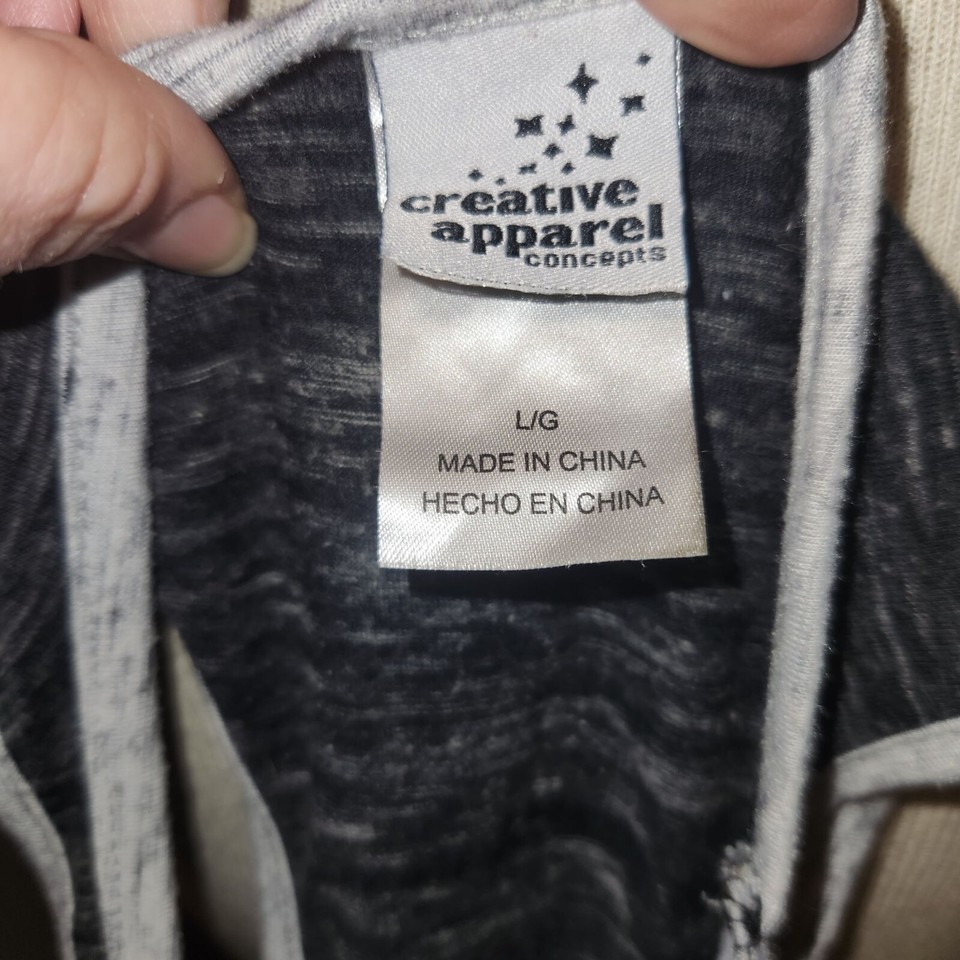 creative
apparel
concepts
L/G
MADE IN CHINA
HECHO EN CHINA